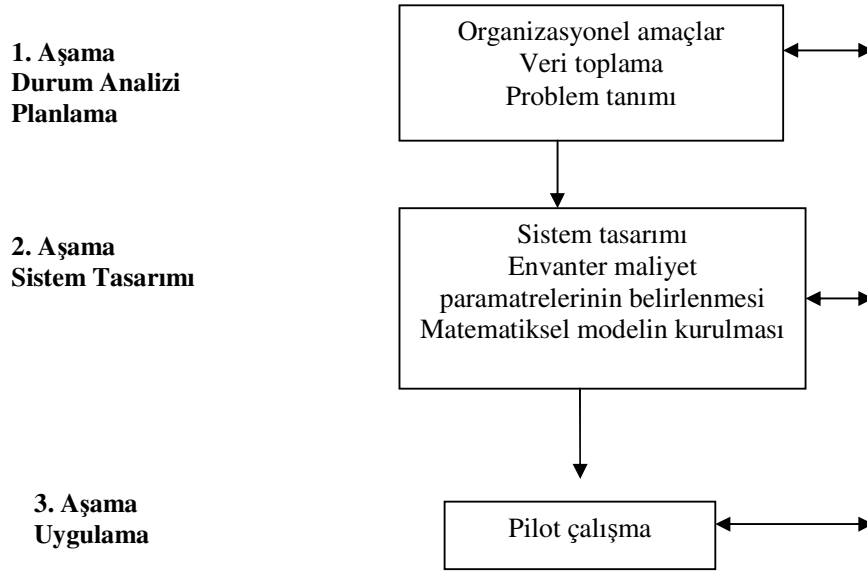 1. Aşama
Durum Analizi
Planlama
Organizasyonel amaçlar
Veri toplama
Problem tanımı
2. Aşama
Sistem Tasarımı
Sistem tasarımı
Envanter maliyet
paramatrelerinin belirlenmesi
Matematiksel modelin kurulması
3. Aşama
Uygulama
Pilot çalışma